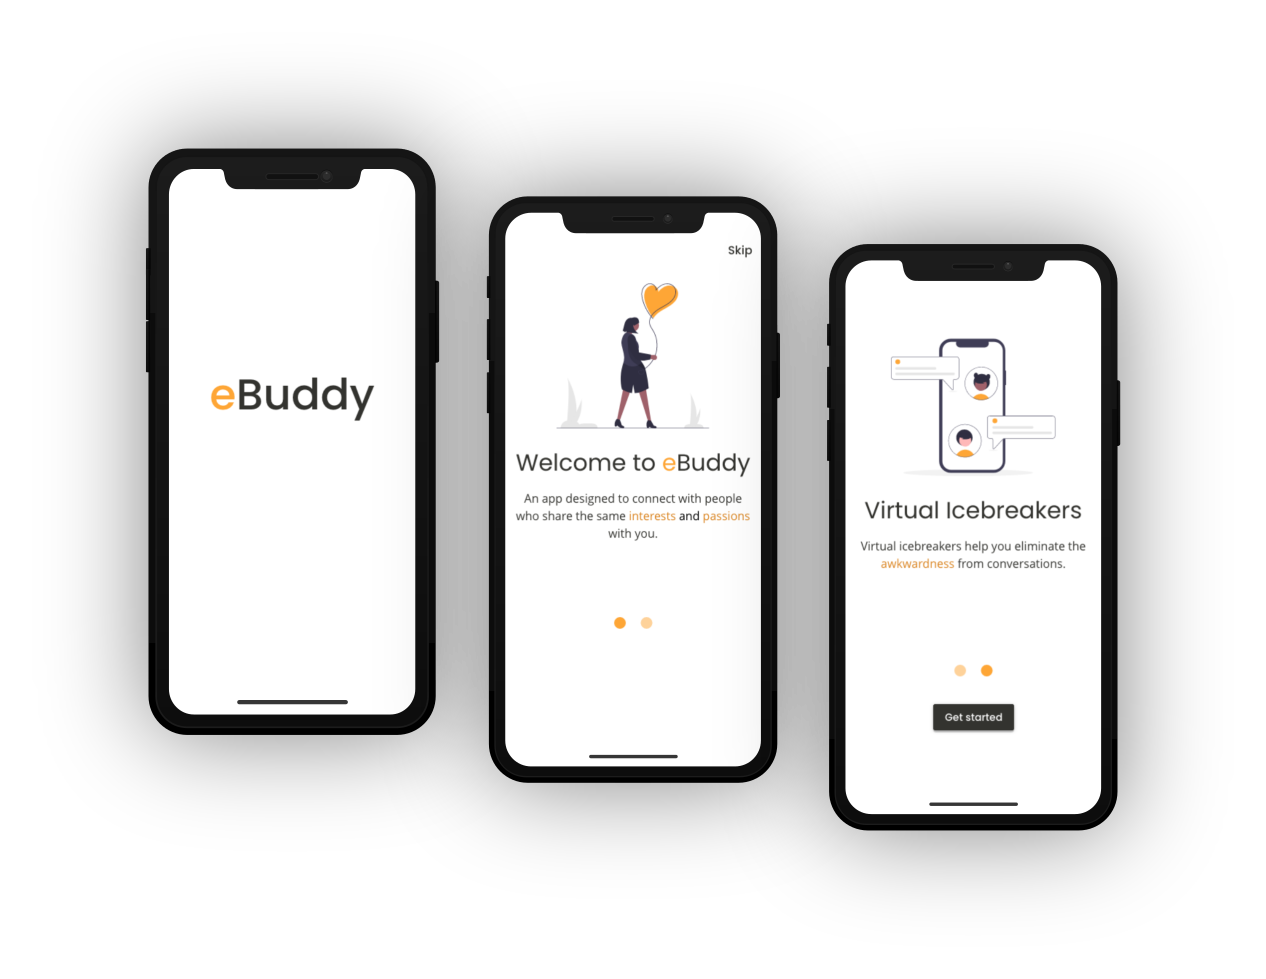 eBuddy
Skip
Welcome to eBuddy
An app designed to connect with people
who share the same interests and passions
with you.
Virtual Icebreakers
Virtual icebreakers help you eliminate the
awkwardness from conversations.
Get started